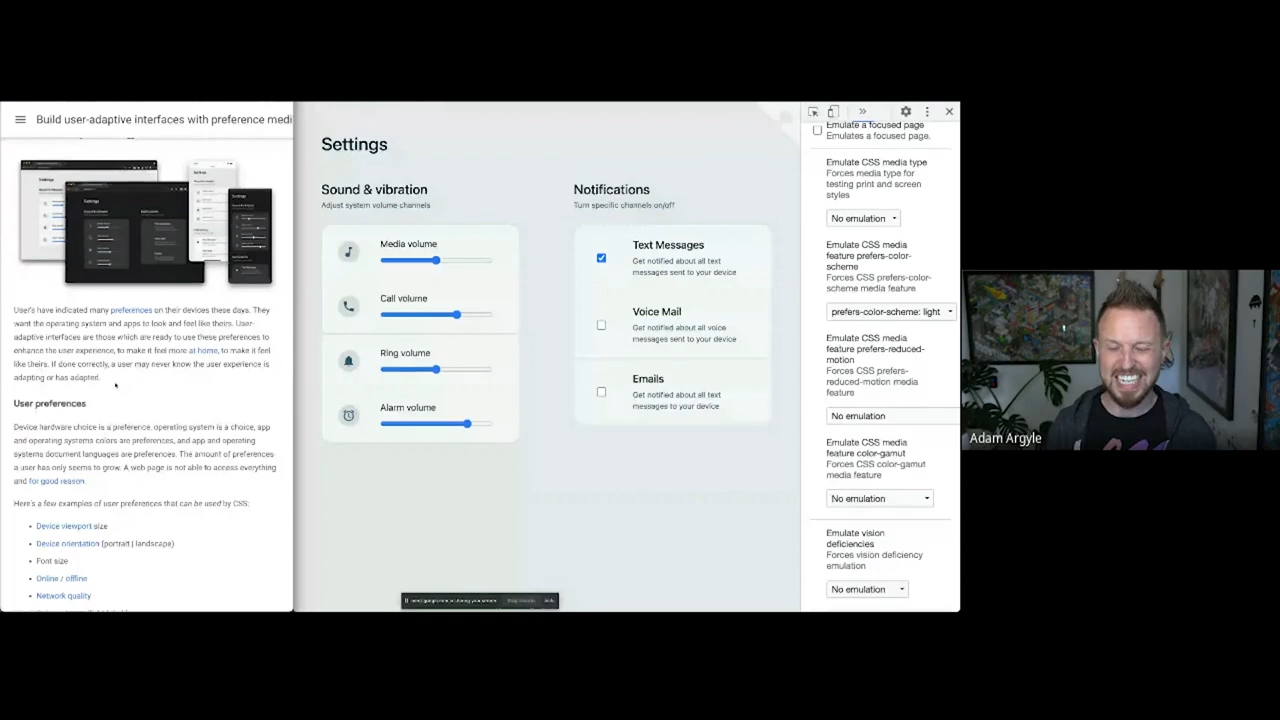 Build user-adaptive interfaces with preference medi
User's have indicated many preferences on their devices these days. They
want the operating system and apps to look and feel like theirs. User-
adaptive interfaces are those which are ready to use these preferences to
enhance the user experience, to make it feel more at home, to make it feel
like theirs. If done correctly, a user may never know the user experience is
adapting or has adapted.
User preferences
Device hardware choice is a preference, operating system is a choice, app
and operating systems colors are preferences, and app and operating
systems document languages are preferences. The amount of preferences
a user has only seems to grow. A web page is not able to access everything
and for good reason.
Here's a few examples of user preferences that can be used by CSS:
• Device viewport size
• Device orientation (portrait | landscape)
• Font size
• Online / offline
• Network quality
Settings
Sound & vibration
Adjust system volume channels
Media volume
Call volume
Ring volume
Alarm volume
Notifications
Turn specific channels on/off
Text Messages
Get notified about all text
messages sent to your device
Voice Mail
Get notified about all voice
messages sent to your device
Emails
Get notified about all text
messages to your device
Emulate a focused page
Emulates a focused page.
Emulate CSS media type
Forces media type for
testing print and screen
styles
No emulation
Emulate CSS media
feature prefers-color-
scheme
Forces CSS prefers-color-
scheme media feature
prefers-color-scheme: light
Emulate CSS media
feature prefers-reduced-
motion
Forces CSS prefers-
reduced-motion media
feature
No emulation
Emulate CSS media
feature color-gamut
Forces CSS color-gamut
media feature
No emulation
Emulate vision
deficiencies
Forces vision deficiency
emulation
No emulation
Adam Argyle